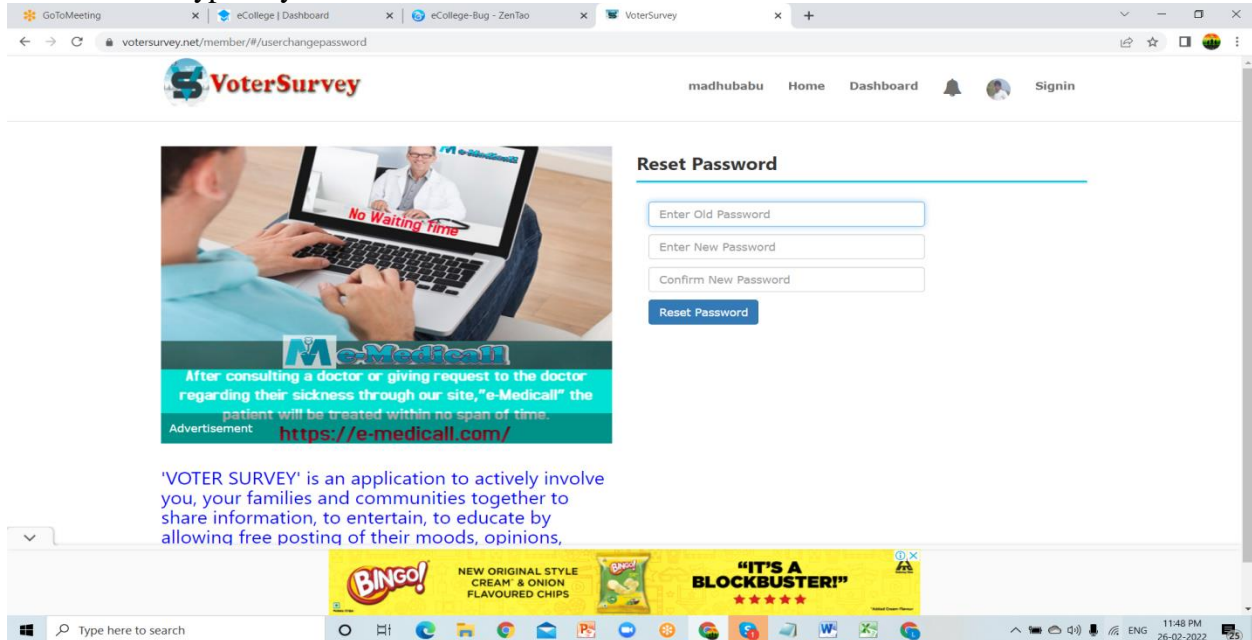 GoToMeeting
eCollege | Dashboard
eCollege-Bug - ZenTao
VoterSurvey
votersurvey.net/member/#/userchangepassword
VoterSurvey
madhubabu Home Dashboard Signin
e-Medicall
No Waiting Time
e-Medicall
After consulting a doctor or giving request to the doctor
regarding their sickness through our site,"e-Medicall" the
patient will be treated within no span of time.
Advertisement
https://e-medicall.com/
Reset Password
Enter Old Password
Enter New Password
Confirm New Password
Reset Password
'VOTER SURVEY' is an application to actively involve
you, your families and communities together to
share information, to entertain, to educate by
allowing free posting of their moods, opinions,
BINGO!
NEW ORIGINAL STYLE
CREAM* & ONION
FLAVOURED CHIPS
"IT'S A
BLOCKBUSTER!"
Type here to search
ENG
11:48 PM
26-02-2022
25